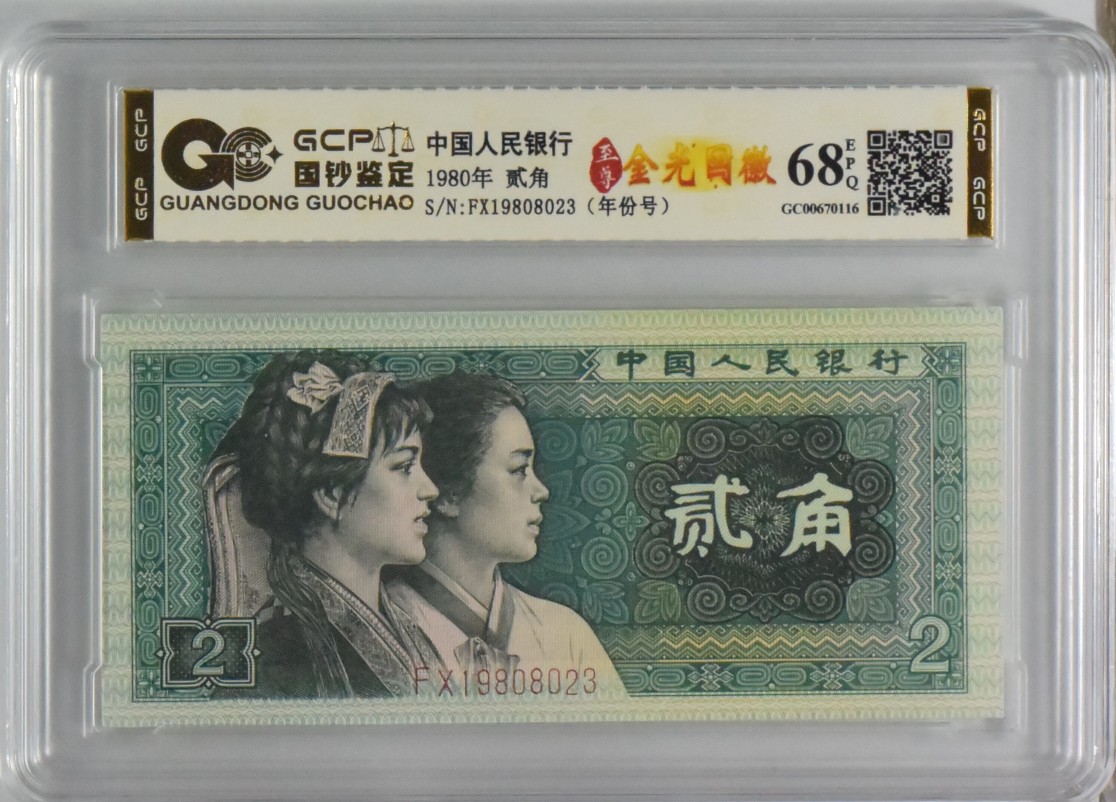 GCP
GCP
GC
GCP
国钞鉴定
GUANGDONG GUOCHAO
中国人民银行
1980年 贰角
S/N:FX19808023（年份号）
至尊
金光国徽
68
EPQ
GC00670116
GCP
GCP
中国人民银行
贰角
2
2
FX19808023